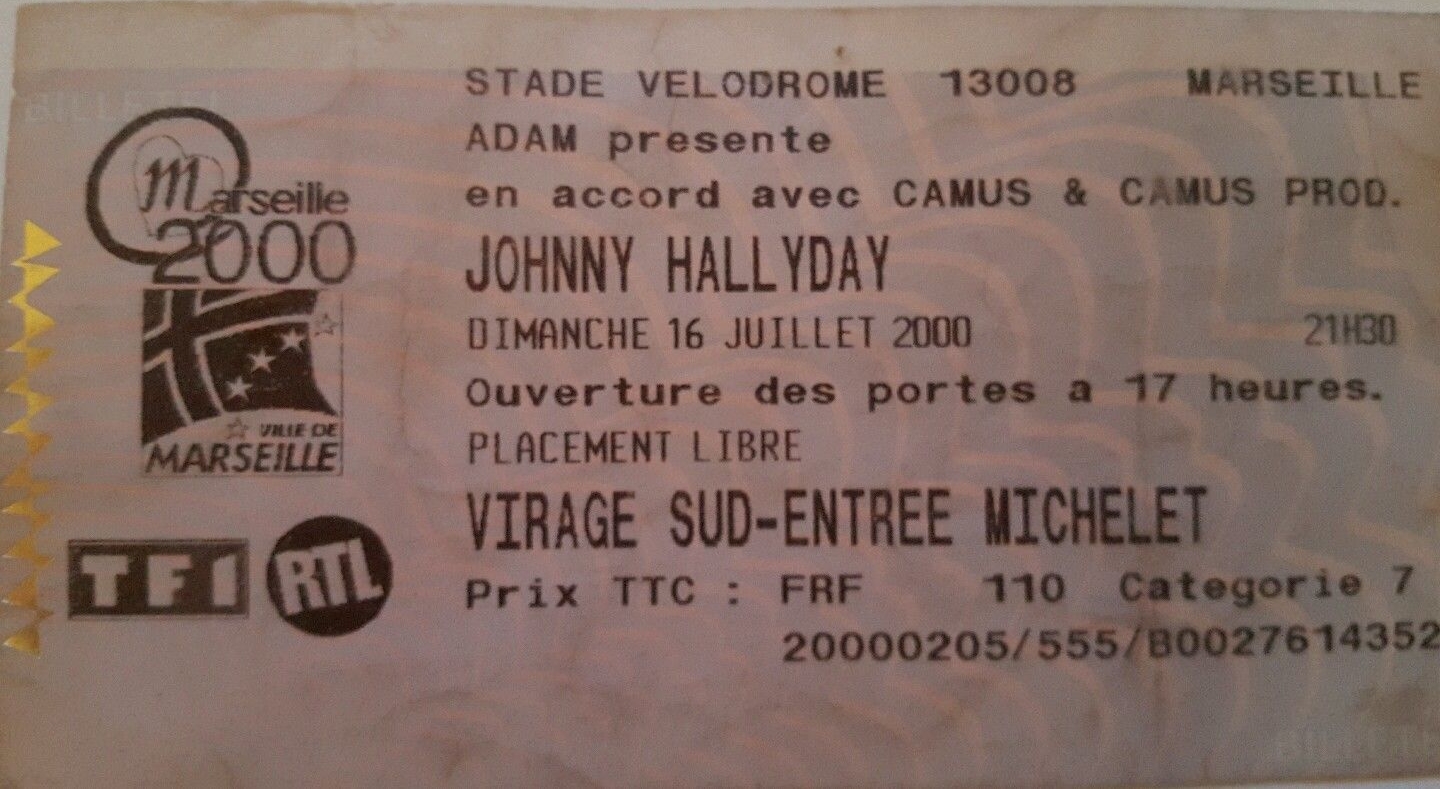 STADE VELODROME 13008 MARSEILLE
ADAM presente
en accord avec CAMUS & CAMUS PROD.
JOHNNY HALLYDAY
DIMANCHE 16 JUILLET 2000 21H30
Ouverture des portes a 17 heures.
PLACEMENT LIBRE
VIRAGE SUD-ENTREE MICHELET
Prix TTC : FRF 110 Categorie 7
20000205/555/B0027614352
Marseille
2000
VILLE DE
MARSEILLE
TF1
RTL